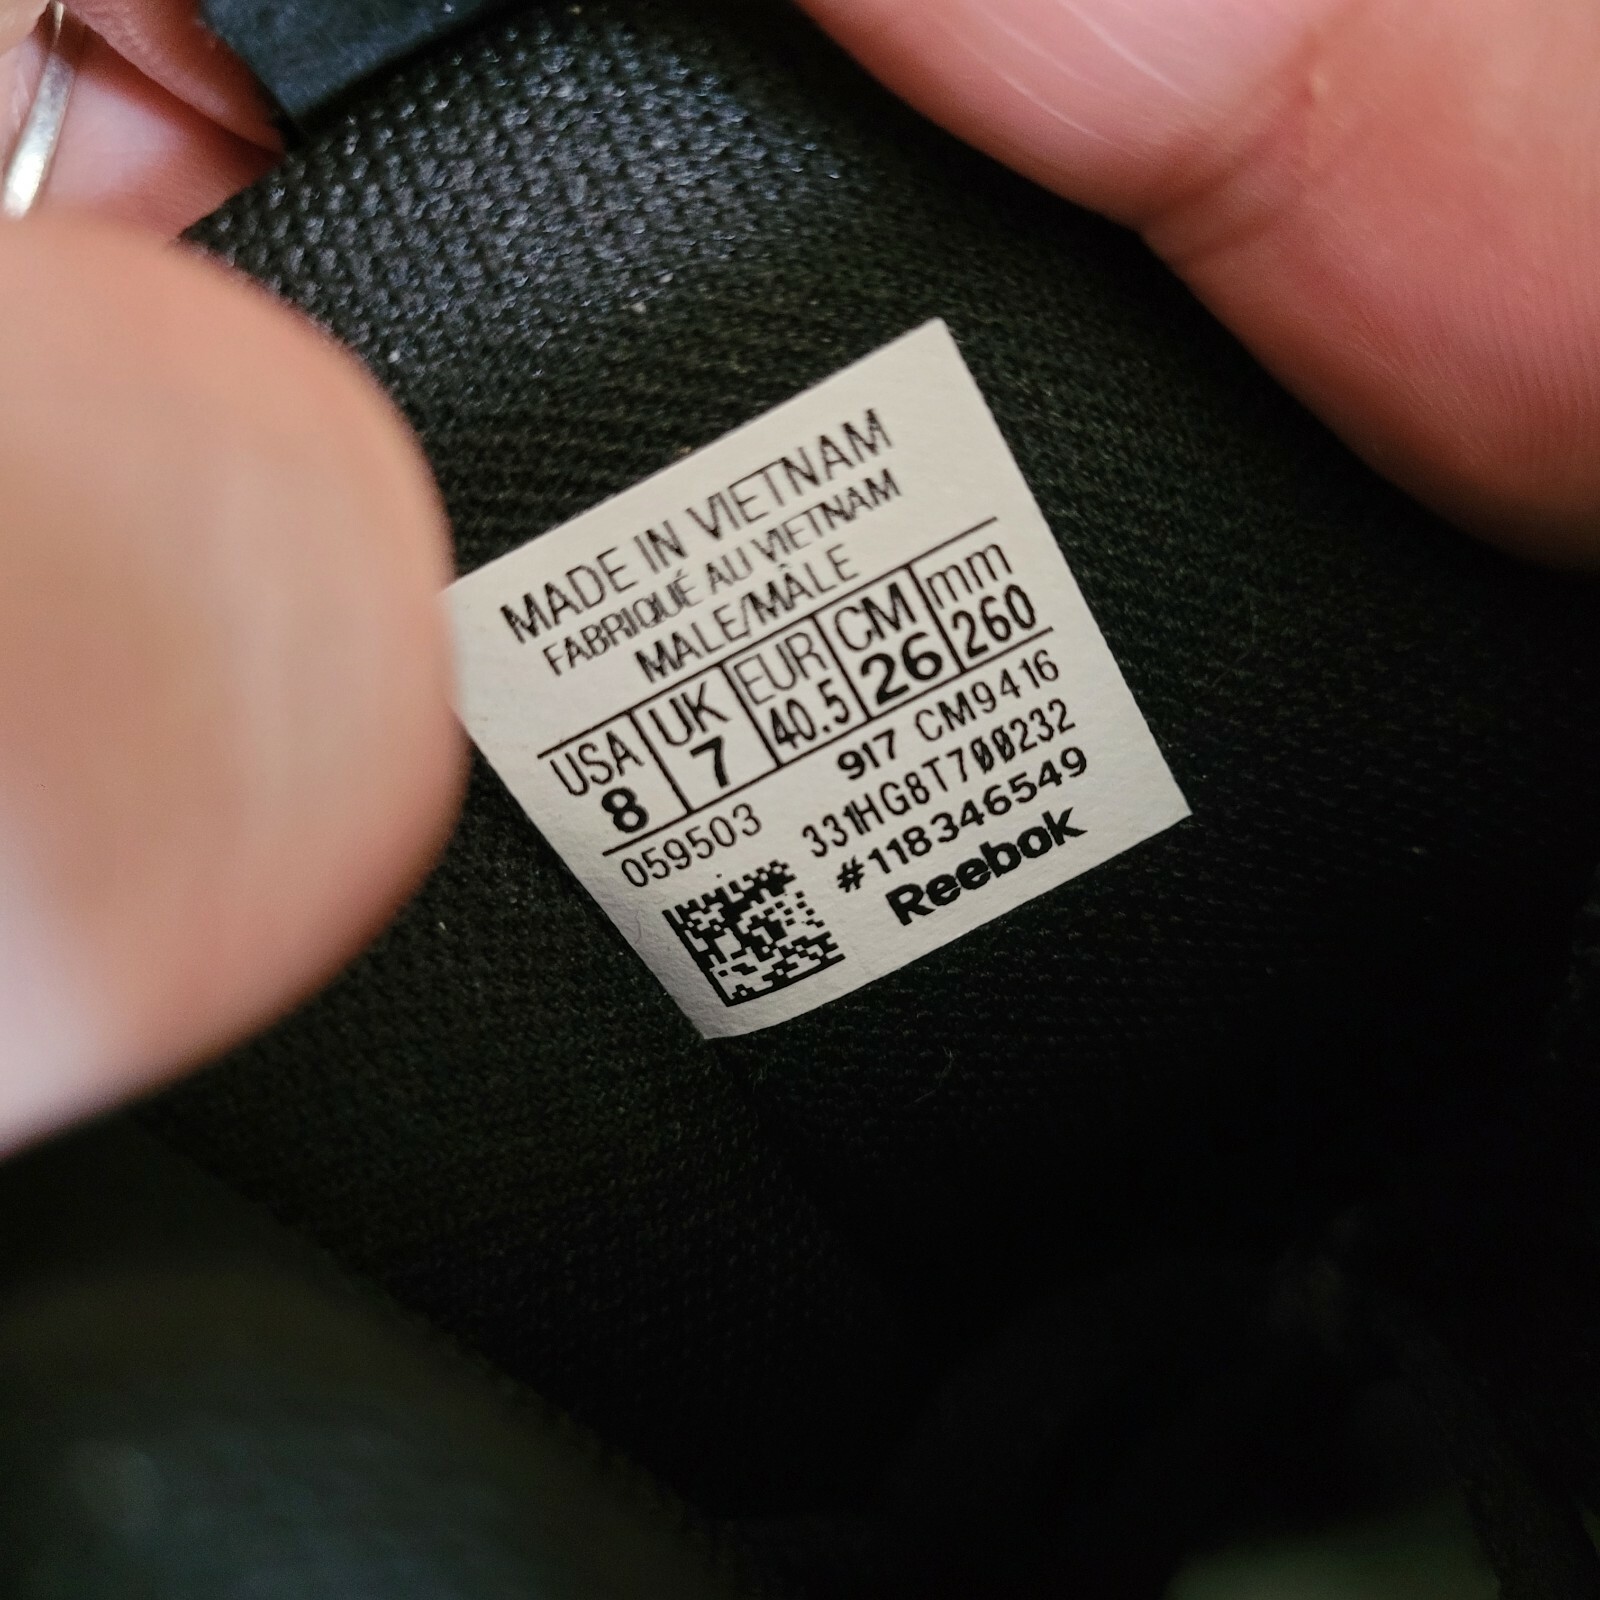 MADE IN VIETNAM
FABRIQUÉ AU VIETNAM
MALE/MÂLE
USA UK EUR CM mm
8 7 40.5 26 260
059503 917 CM9416
331HG8T700232
#118346549
Reebok